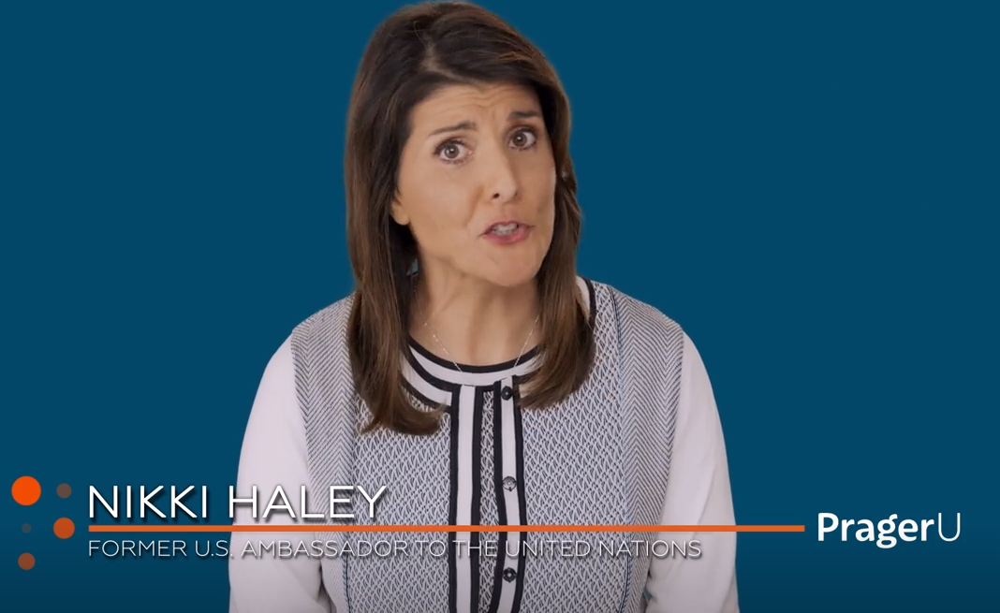 NIKKI HALEY
FORMER U.S. AMBASSADOR TO THE UNITED NATIONS
PragerU